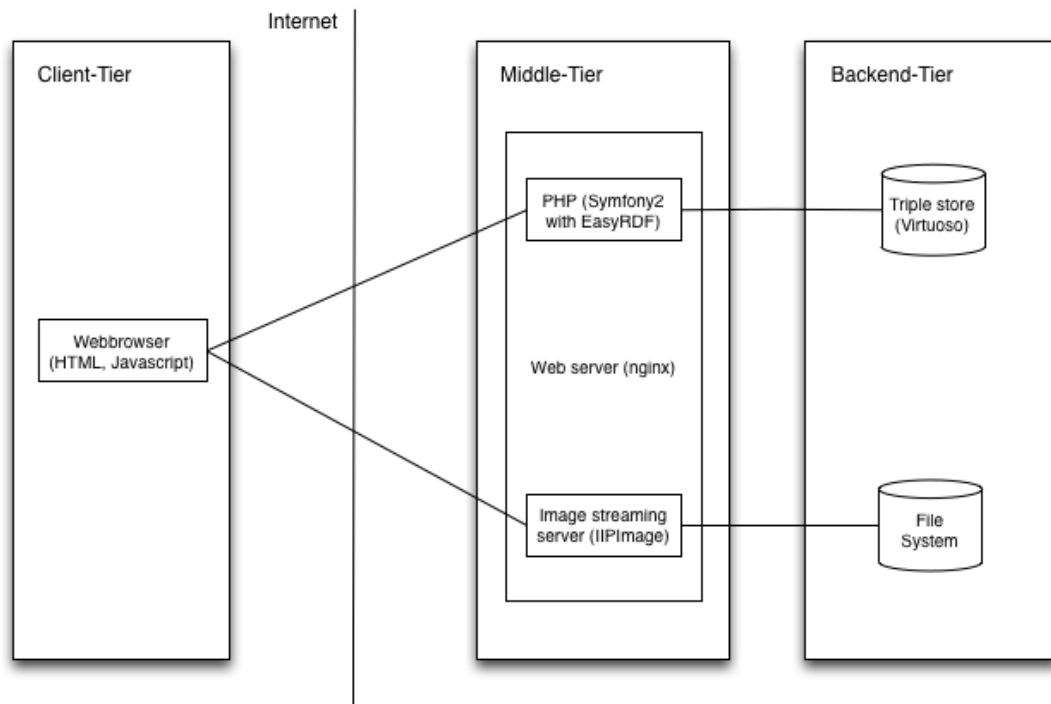 Internet
Client-Tier
Middle-Tier
Backend-Tier
PHP (Symfony2
with EasyRDF)
Triple store
(Virtuoso)
Webbrowser
(HTML, Javascript)
Web server (nginx)
Image streaming
server (IIPImage)
File
System